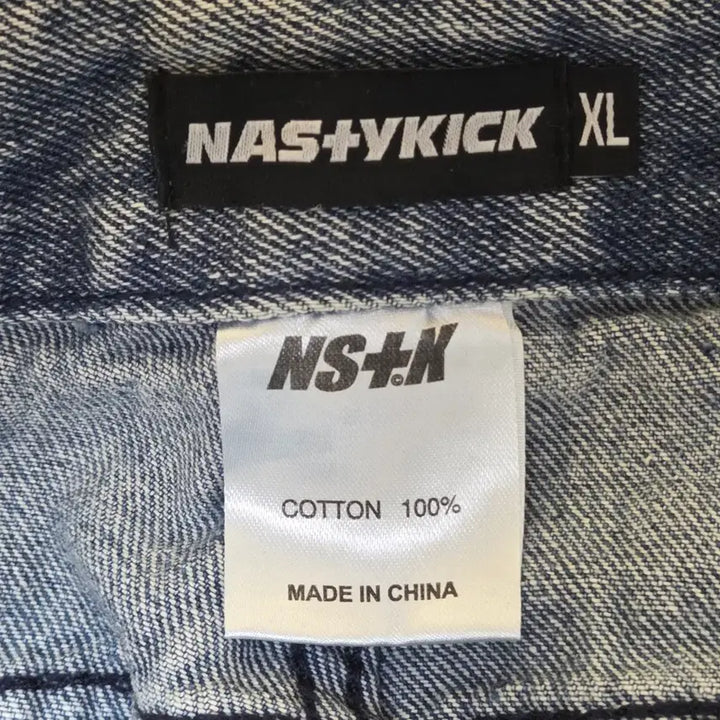 NAS†YKICK XL
NS†.K
COTTON 100%
MADE IN CHINA